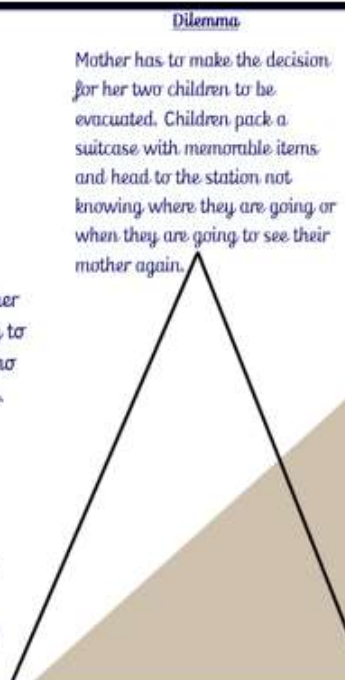 Dilemma
Mother has to make the decision
for her two children to be
evacuated. Children pack a
suitcase with memorable items
and head to the station not
knowing where they are going or
when they are going to see their
mother again.
to